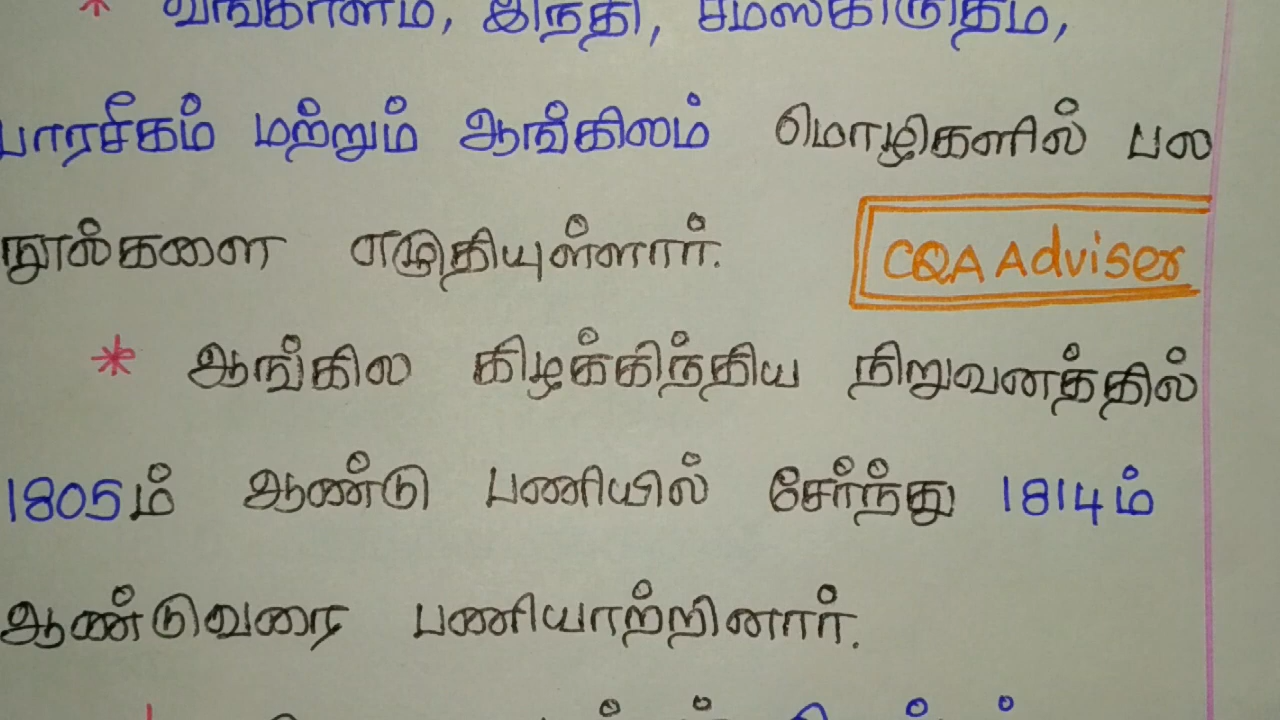 * வங்காளம், இந்தி, சமஸ்கிருதம்,
பாரசீகம் மற்றும் ஆங்கிலம் மொழிகளில் பல
நூல்களை எழுதியுள்ளார்.
CQA Adviser
* ஆங்கில கிழக்கிந்திய நிறுவனத்தில்
1805ம் ஆண்டு பணியில் சேர்ந்து 1814ம்
ஆண்டுவரை பணியாற்றினார்.